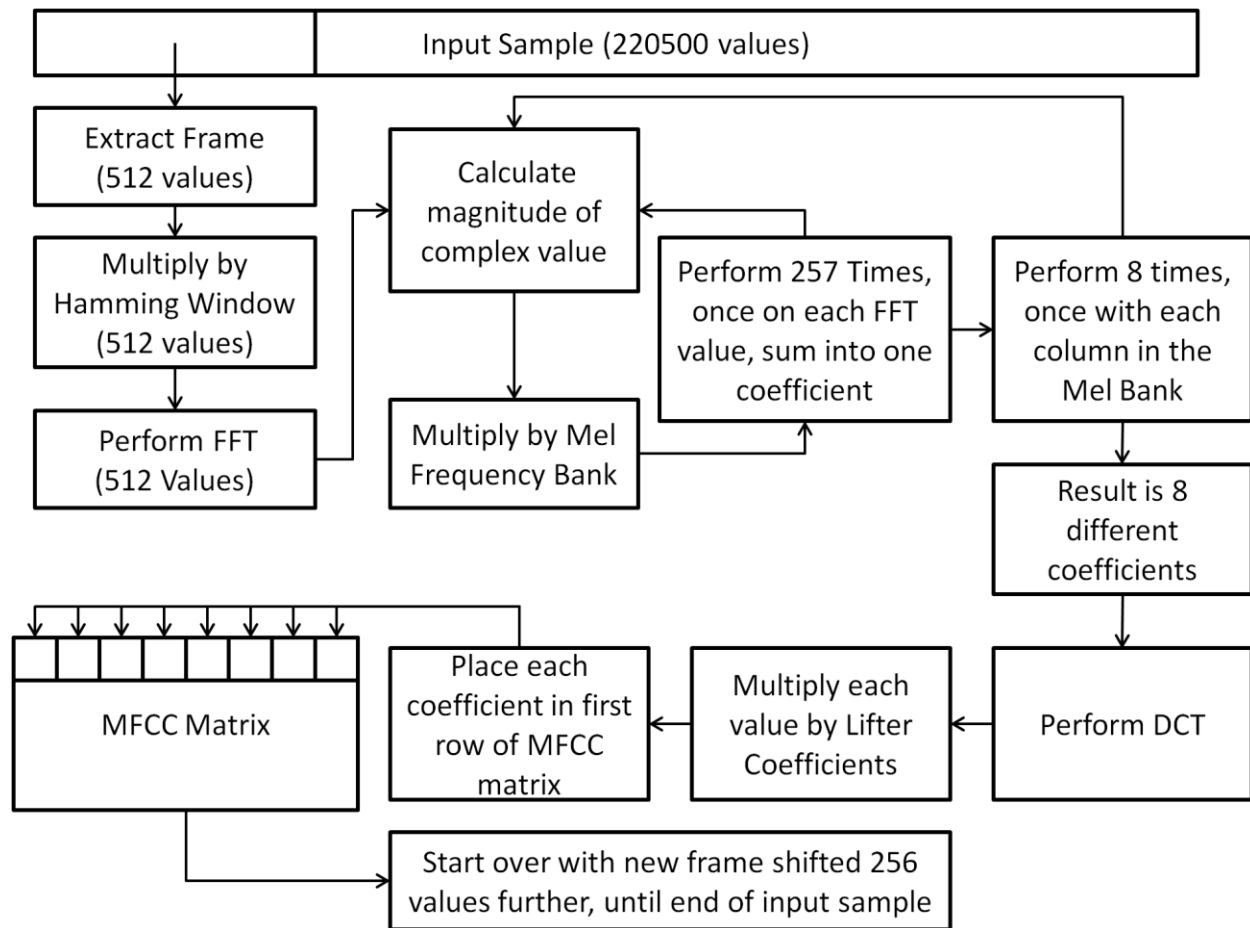 Input Sample (220500 values)
Extract Frame
(512 values)
Multiply by
Hamming Window
(512 values)
Perform FFT
(512 Values)
Calculate
magnitude of
complex value
Multiply by Mel
Frequency Bank
Perform 257 Times,
once on each FFT
value, sum into one
coefficient
Perform 8 times,
once with each
column in the
Mel Bank
Result is 8
different
coefficients
Perform DCT
Multiply each
value by Lifter
Coefficients
Place each
coefficient in first
row of MFCC
matrix
MFCC Matrix
Start over with new frame shifted 256
values further, until end of input sample